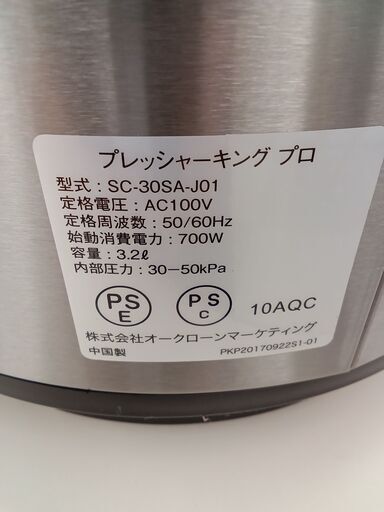 プレッシャーキング プロ
型式：SC-30SA-J01
定格電圧：AC100V
定格周波数：50/60Hz
始動消費電力：700W
容量：3.2ℓ
内部圧力：30−50kPa
PS
E
PS
C
10AQC
株式会社オークローンマーケティング
中国製
PKP20170922S1-01